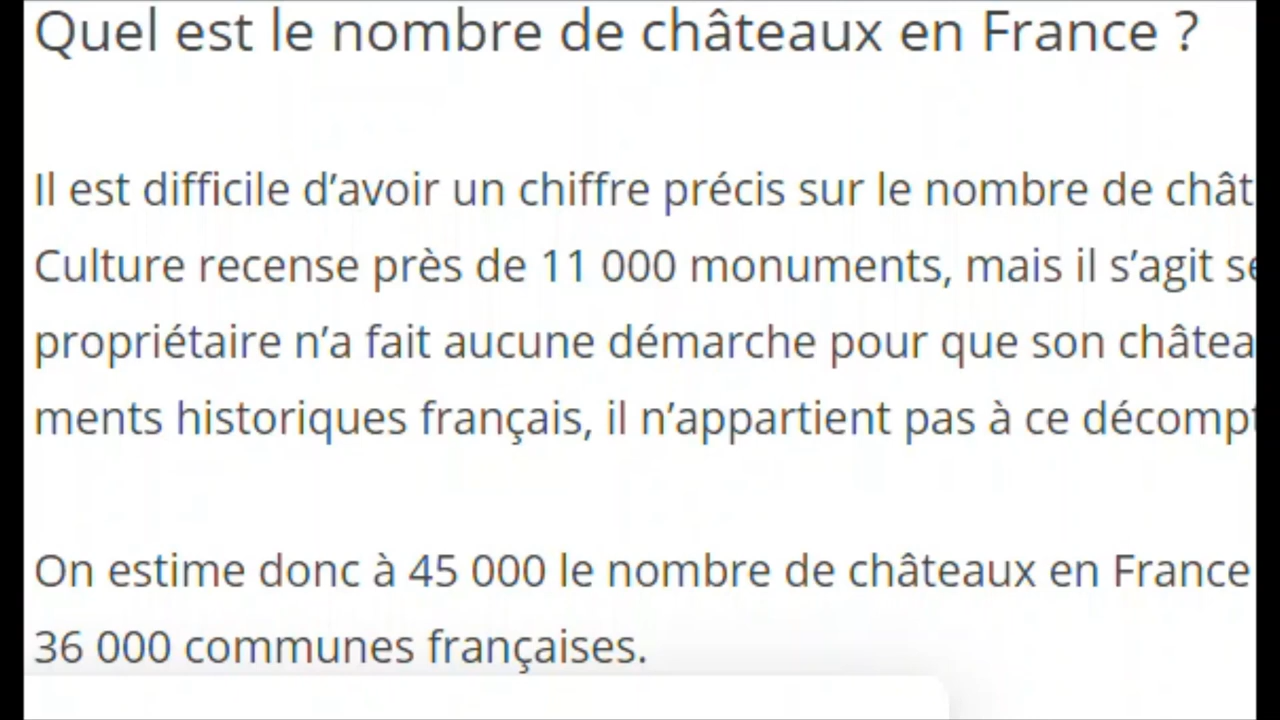 Quel est le nombre de châteaux en France ?
Il est difficile d’avoir un chiffre précis sur le nombre de chât
Culture recense près de 11 000 monuments, mais il s’agit se
propriétaire n’a fait aucune démarche pour que son châtea
ments historiques français, il n’appartient pas à ce décompt
On estime donc à 45 000 le nombre de châteaux en France
36 000 communes françaises.